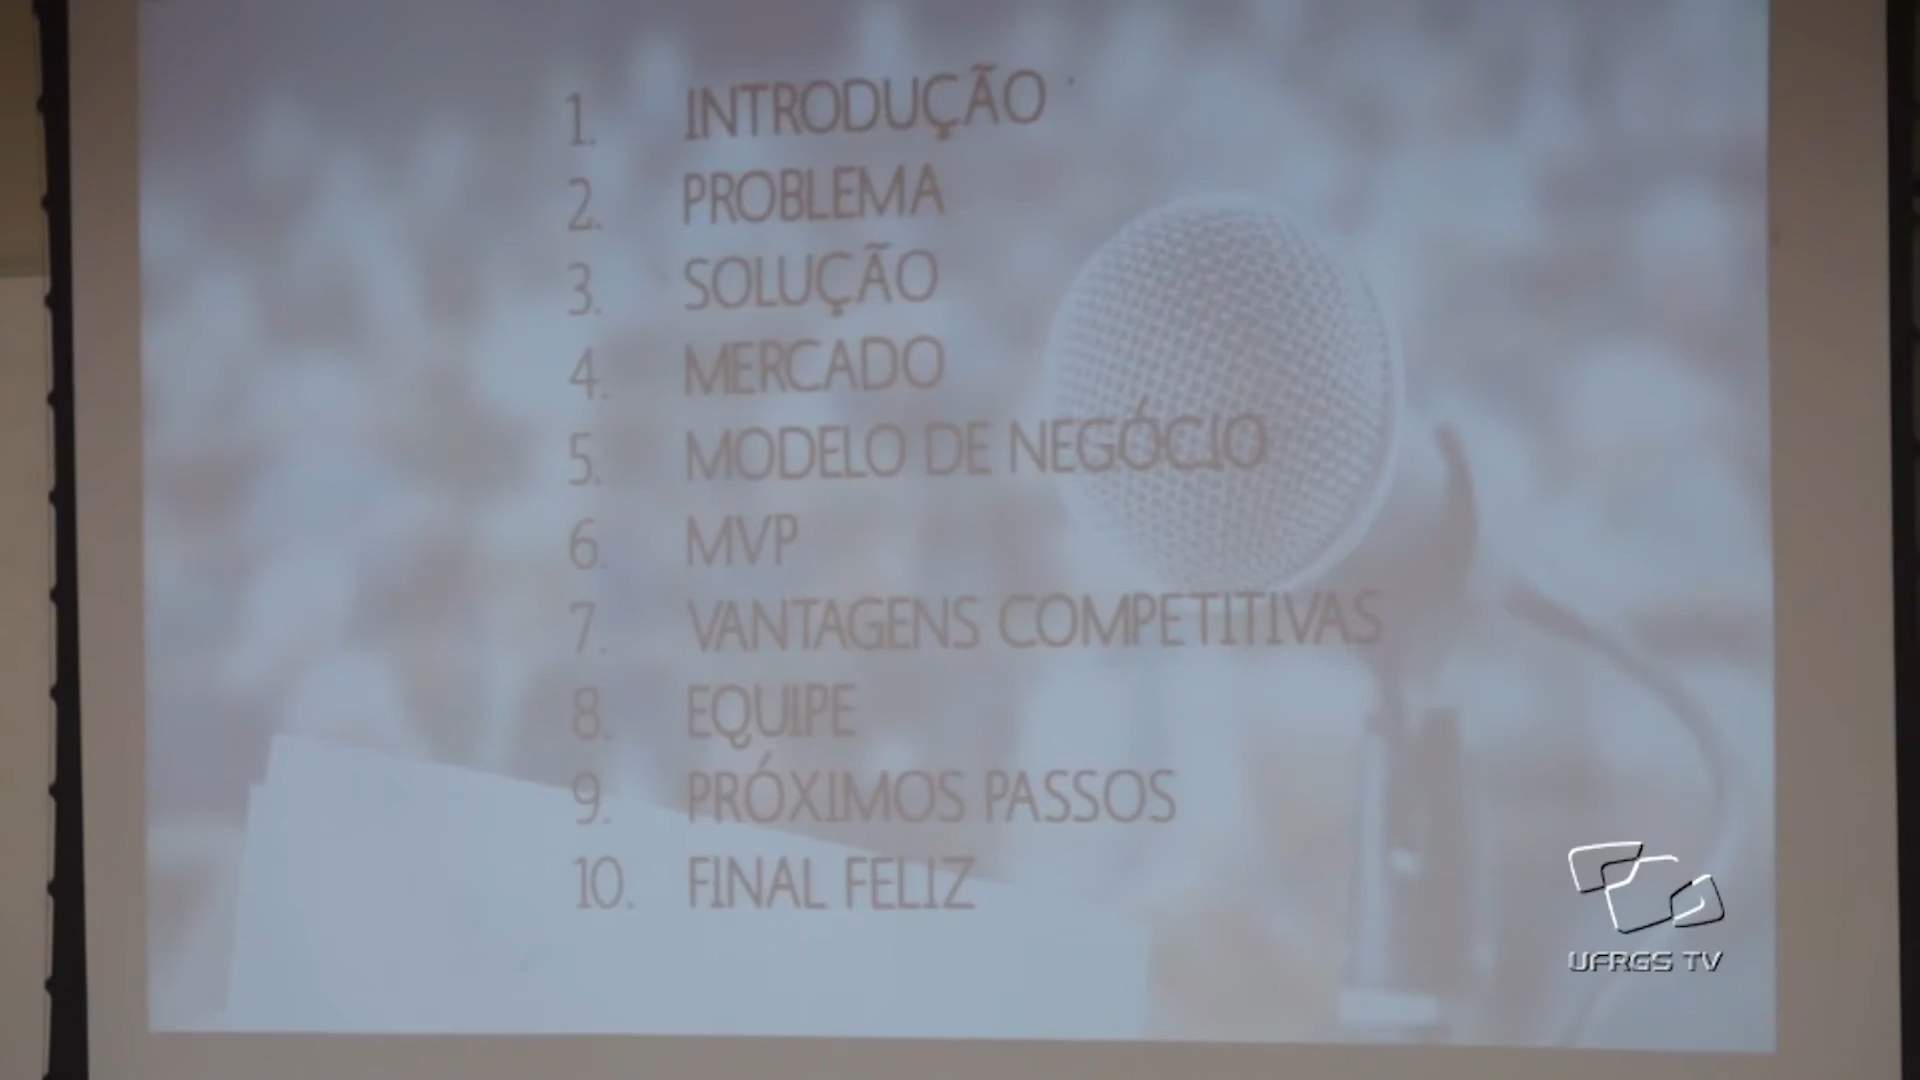 1. INTRODUÇÃO
2. PROBLEMA
3. SOLUÇÃO
4. MERCADO
5. MODELO DE NEGÓCIO
6. MVP
7. VANTAGENS COMPETITIVAS
8. EQUIPE
9. PRÓXIMOS PASSOS
10. FINAL FELIZ
UFRGS TV